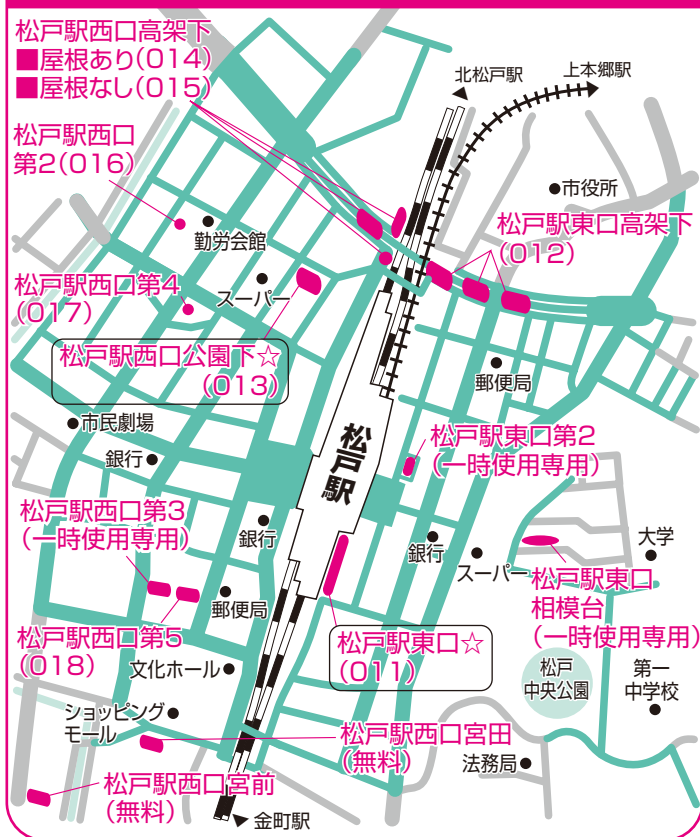 松戸駅西口高架下
■屋根あり(014)
■屋根なし(015)
北松戸駅
上本郷駅
松戸駅西口
第2(016)
市役所
勤労会館
松戸駅東口高架下
(012)
松戸駅西口第4
(017)
スーパー
松戸駅西口公園下☆
(013)
郵便局
市民劇場
銀行
松戸駅
松戸駅東口第2
(一時使用専用)
松戸駅西口第3
(一時使用専用)
銀行
銀行
スーパー
大学
郵便局
松戸駅東口
相模台
(一時使用専用)
松戸駅西口第5
(018)
松戸駅東口☆
(011)
文化ホール
松戸
中央公園
第一
中学校
ショッピング
モール
松戸駅西口宮田
(無料)
法務局
松戸駅西口宮前
(無料)
金町駅